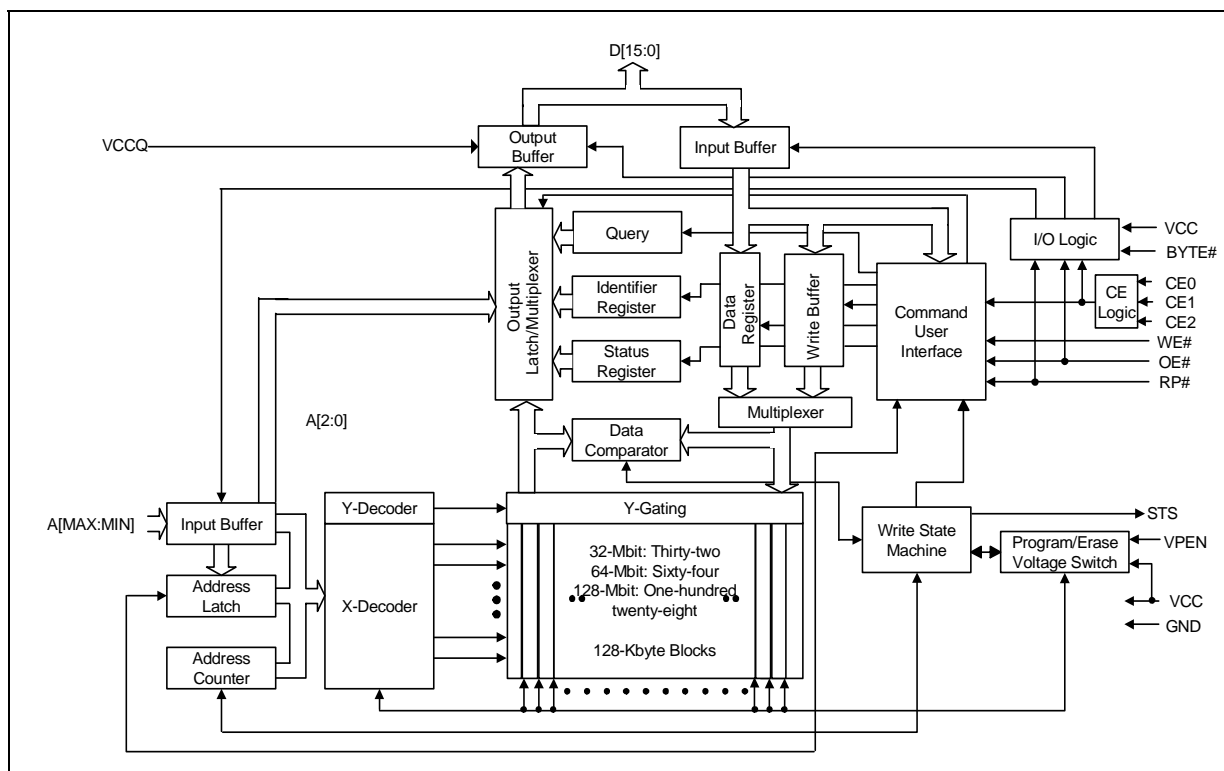 D[15:0]
VCCQ
Output
Buffer
Input Buffer
Output
Latch/Multiplexer
Query
Identifier
Register
Status
Register
Data
Register
Write Buffer
Command
User
Interface
I/O Logic
VCC
BYTE#
CE
Logic
CE0
CE1
CE2
WE#
OE#
RP#
Multiplexer
Data
Comparator
A[2:0]
A[MAX:MIN]
Input Buffer
Y-Decoder
Y-Gating
Address
Latch
X-Decoder
Address
Counter
32-Mbit: Thirty-two
64-Mbit: Sixty-four
128-Mbit: One-hundred
twenty-eight
128-Kbyte Blocks
Write State
Machine
Program/Erase
Voltage Switch
STS
VPEN
VCC
GND